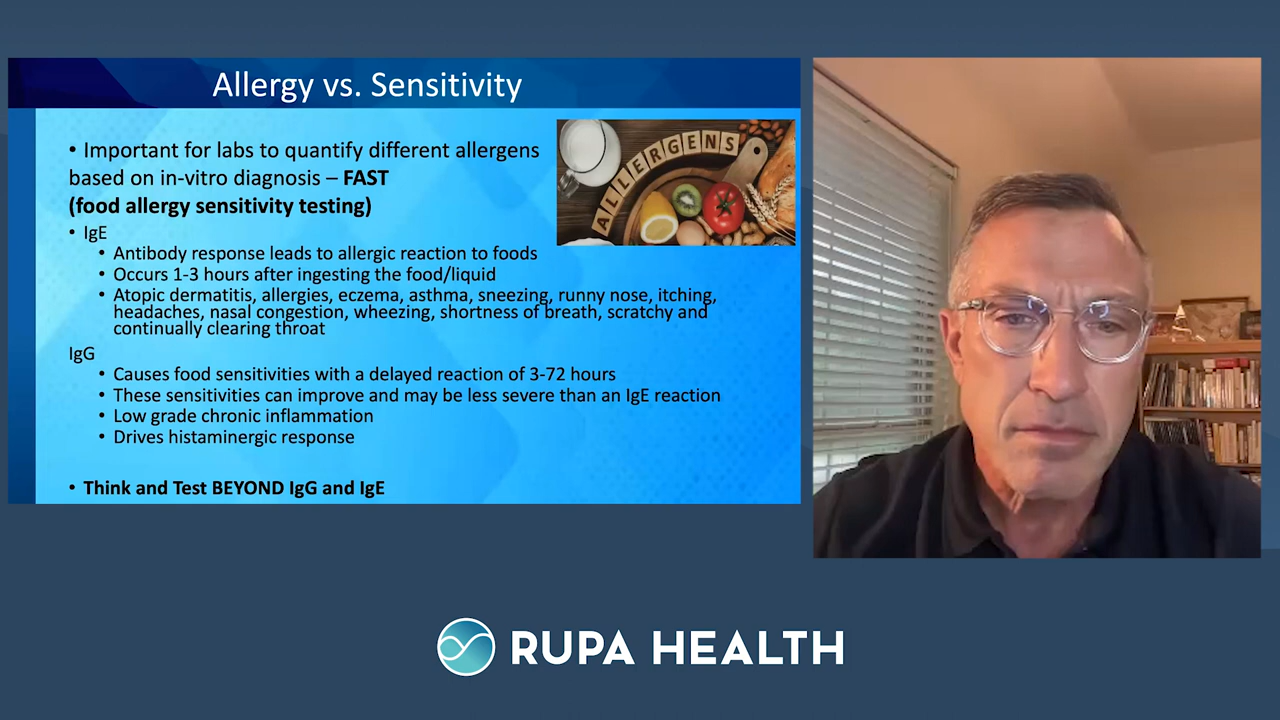 Allergy vs. Sensitivity
• Important for labs to quantify different allergens
based on in-vitro diagnosis – FAST
(food allergy sensitivity testing)
ALLERGENS
• IgE
• Antibody response leads to allergic reaction to foods
• Occurs 1-3 hours after ingesting the food/liquid
• Atopic dermatitis, allergies, eczema, asthma, sneezing, runny nose, itching,
headaches, nasal congestion, wheezing, shortness of breath, scratchy and
continually clearing throat
IgG
• Causes food sensitivities with a delayed reaction of 3-72 hours
• These sensitivities can improve and may be less severe than an IgE reaction
• Low grade chronic inflammation
• Drives histaminergic response
• Think and Test BEYOND IgG and IgE
RUPA HEALTH